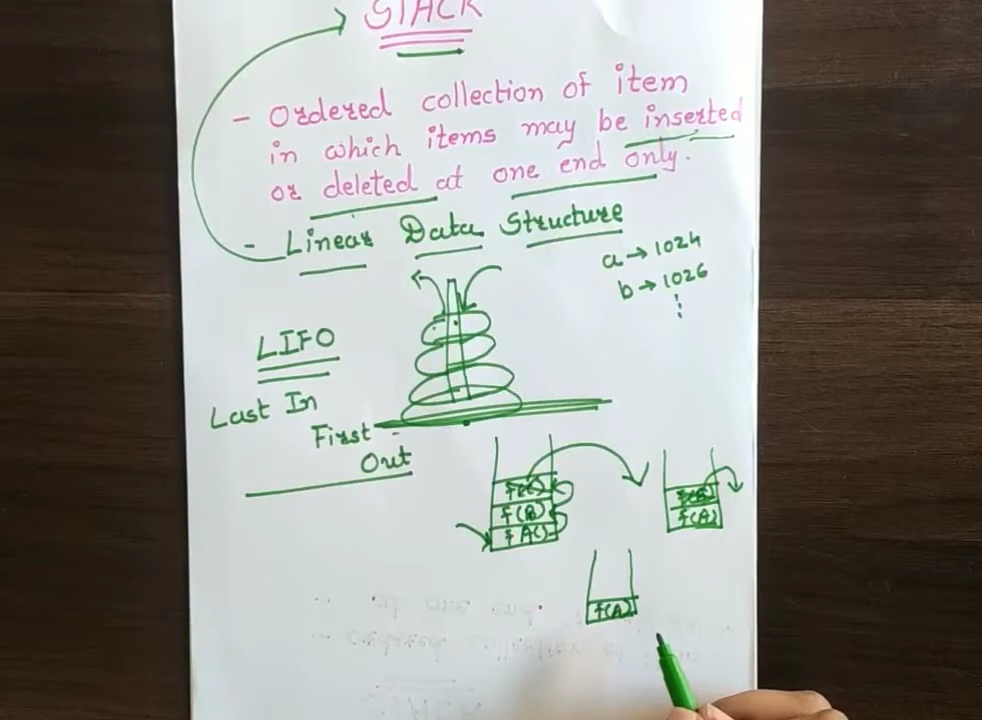 STACK
- Ordered collection of item
in which items may be inserted
or deleted at one end only.
- Linear Data Structure
a → 1024
b → 1026
LIFO
Last In
First
Out
f(B)
f(A)
f(A)